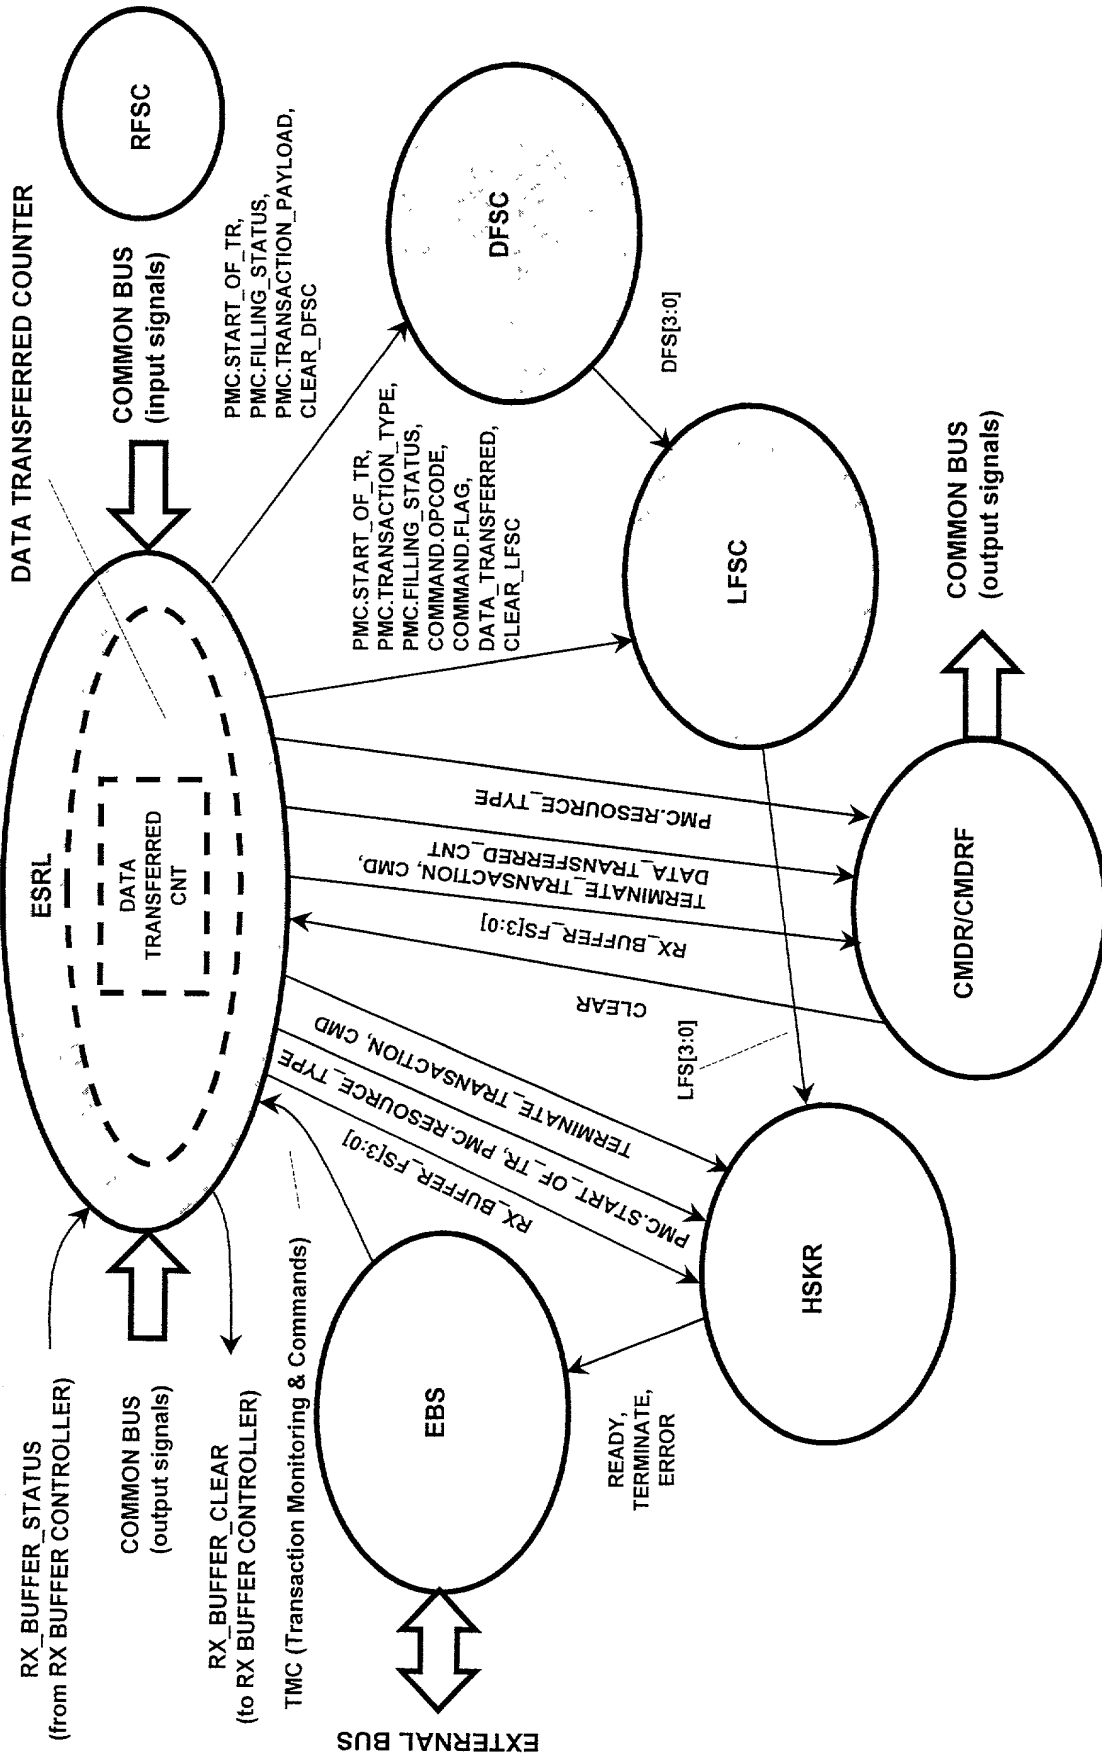 RX_BUFFER_STATUS
(from RX BUFFER CONTROLLER)
COMMON BUS
(output signals)
RX_BUFFER_CLEAR
(to RX BUFFER CONTROLLER)
TMC (Transaction Monitoring & Commands)
EXTERNAL BUS
ESRL
DATA
TRANSFERRED
CNT
DATA TRANSFERRED COUNTER
COMMON BUS
(input signals)
RFSC
PMC.START_OF_TR,
PMC.FILLING_STATUS,
PMC.TRANSACTION_PAYLOAD,
CLEAR_DFSC
DFSC
PMC.START_OF_TR,
PMC.TRANSACTION_TYPE,
PMC.FILLING_STATUS,
COMMAND.OPCODE,
COMMAND.FLAG,
DATA_TRANSFERRED,
CLEAR_LFSC
DFS[3:0]
LFSC
PMC.RESOURCE_TYPE
DATA_TRANSFERRED_CNT
TERMINATE_TRANSACTION, CMD,
RX_BUFFER_FS[3:0]
CLEAR
TERMINATE_TRANSACTION, CMD
PMC.START_OF_TR, PMC.RESOURCE_TYPE
RX_BUFFER_FS[3:0]
EBS
READY,
TERMINATE,
ERROR
HSKR
LFS[3:0]
CMDR/CMDRF
COMMON BUS
(output signals)